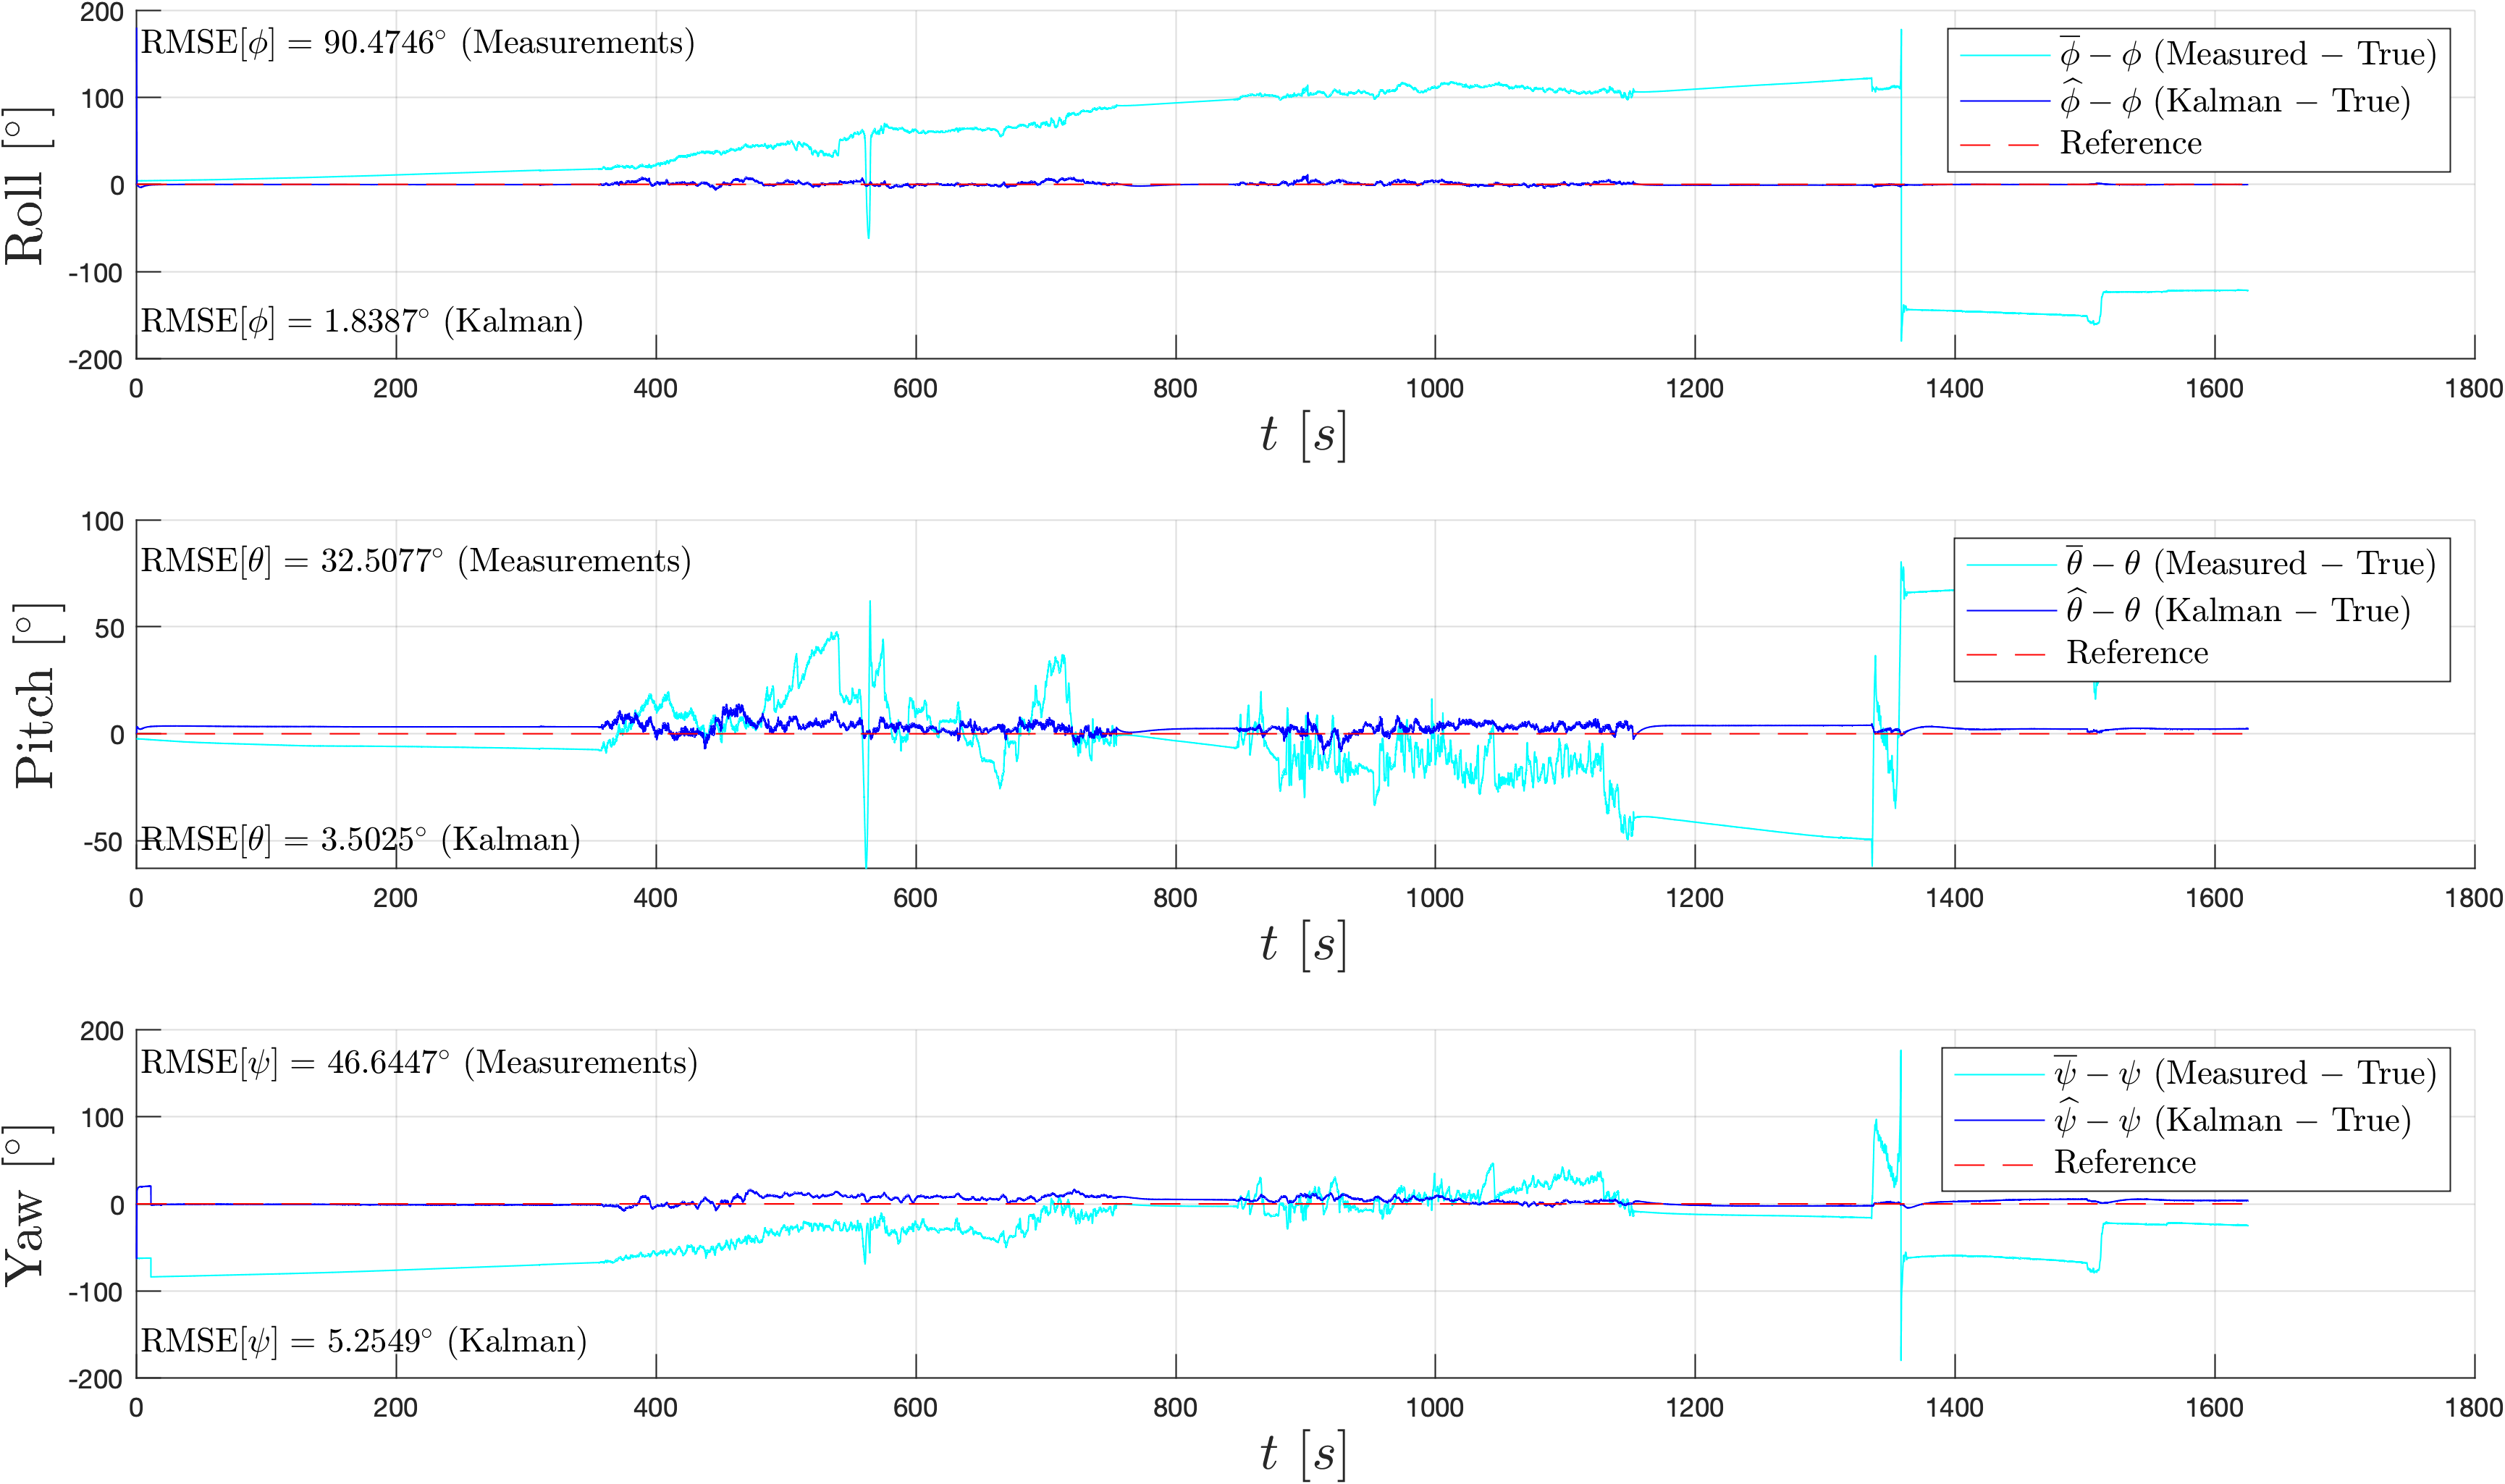 200
100
0
-100
-200
Roll [°]
RMSE[ϕ] = 90.4746° (Measurements)
RMSE[ϕ] = 1.8387° (Kalman)
ϕ̅ − ϕ (Measured − True)
ϕ̂ − ϕ (Kalman − True)
Reference
0 200 400 600 800 1000 1200 1400 1600 1800
t [s]
100
50
0
-50
Pitch [°]
RMSE[θ] = 32.5077° (Measurements)
RMSE[θ] = 3.5025° (Kalman)
θ̅ − θ (Measured − True)
θ̂ − θ (Kalman − True)
Reference
0 200 400 600 800 1000 1200 1400 1600 1800
t [s]
200
100
0
-100
-200
Yaw [°]
RMSE[ψ] = 46.6447° (Measurements)
RMSE[ψ] = 5.2549° (Kalman)
ψ̅ − ψ (Measured − True)
ψ̂ − ψ (Kalman − True)
Reference
0 200 400 600 800 1000 1200 1400 1600 1800
t [s]